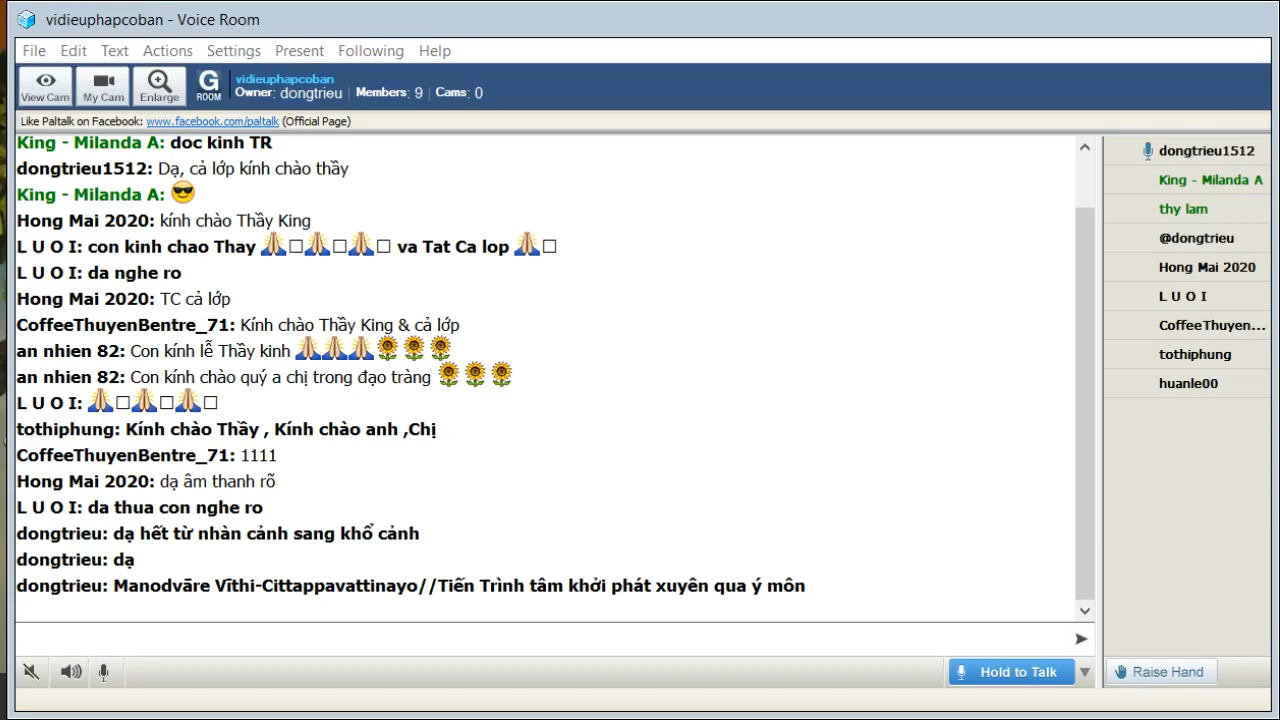 vidieuphapcoban - Voice Room
File Edit Text Actions Settings Present Following Help
View Cam My Cam Enlarge G ROOM
vidieuphapcoban
Owner: dongtrieu | Members: 9 | Cams: 0
Like Paltalk on Facebook: www.facebook.com/paltalk (Official Page)
King - Milanda A: doc kinh TR
dongtrieu1512: Dạ, cả lớp kính chào thầy
King - Milanda A: 😎
Hong Mai 2020: kính chào Thầy King
L U O I: con kinh chao Thay 🙏□🙏□🙏□ va Tat Ca lop 🙏□
L U O I: da nghe ro
Hong Mai 2020: TC cả lớp
CoffeeThuyenBentre_71: Kính chào Thầy King & cả lớp
an nhien 82: Con kính lễ Thầy kinh 🙏🙏🙏🌻🌻🌻
an nhien 82: Con kính chào quý a chị trong đạo tràng 🌻🌻🌻
L U O I: 🙏□🙏□🙏□
tothiphung: Kính chào Thầy , Kính chào anh ,Chị
CoffeeThuyenBentre_71: 1111
Hong Mai 2020: dạ âm thanh rõ
L U O I: da thua con nghe ro
dongtrieu: dạ hết từ nhàn cảnh sang khổ cảnh
dongtrieu: dạ
dongtrieu: Manodvāre Vīthi-Cittappavattinayo//Tiến Trình tâm khởi phát xuyên qua ý môn
Hold to Talk
dongtrieu1512
King - Milanda A
thy lam
@dongtrieu
Hong Mai 2020
L U O I
CoffeeThuyen...
tothiphung
huanle00
Raise Hand